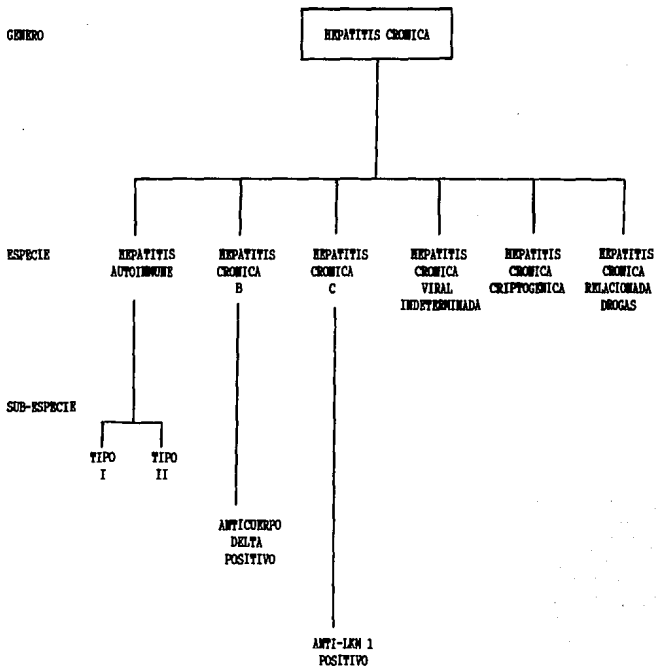 GENERO
HEPATITIS CRONICA
ESPECIE
HEPATITIS
AUTOINMUNE
HEPATITIS
CRONICA
B
HEPATITIS
CRONICA
C
HEPATITIS
CRONICA
VIRAL
INDETERMINADA
HEPATITIS
CRONICA
CRIPTOGENICA
HEPATITIS
CRONICA
RELACIONADA
DROGAS
SUB-ESPECIE
TIPO
I
TIPO
II
ANTICUERPO
DELTA
POSITIVO
ANTI-LKM 1
POSITIVO